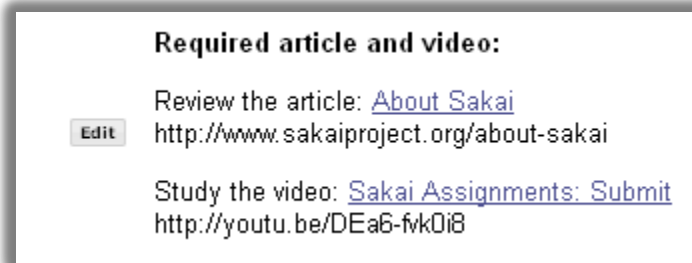 Required article and video:
Review the article: About Sakai
Edit
http://www.sakaiproject.org/about-sakai
Study the video: Sakai Assignments: Submit
http://youtu.be/DEa6-fvk0i8